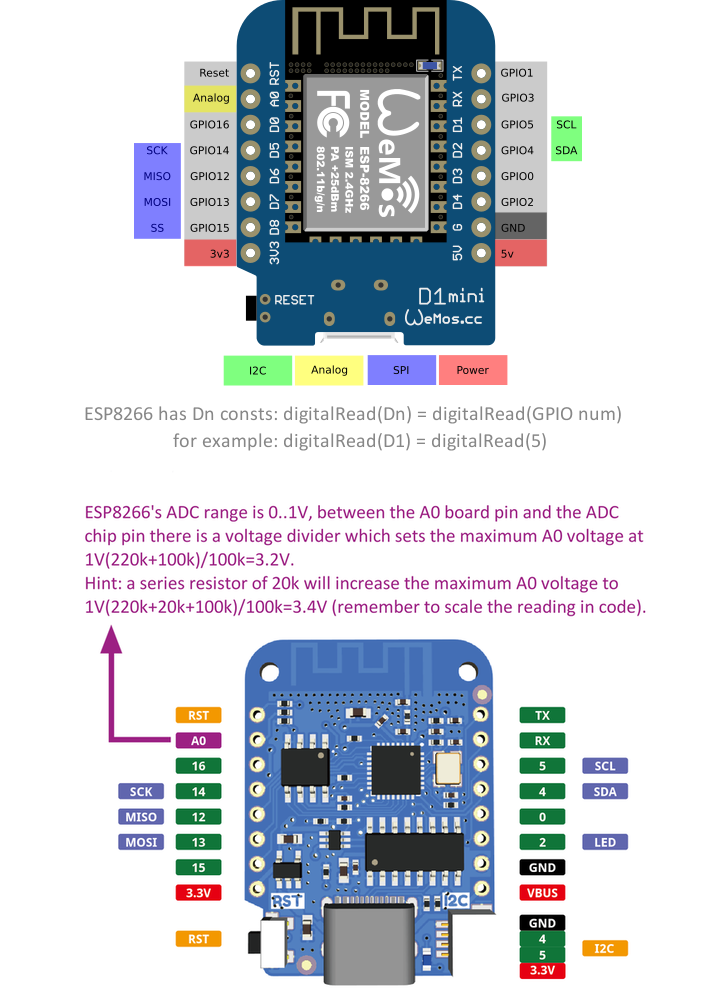 Reset RST TX GPIO1
Analog A0 RX GPIO3
GPIO16 D0 D1 GPIO5 SCL
SCK GPIO14 D5 D2 GPIO4 SDA
MISO GPIO12 D6 D3 GPIO0
MOSI GPIO13 D7 D4 GPIO2
SS GPIO15 D8 G GND
3v3 3V3 5V 5v
WeMos
MODEL ESP-8266
ISM 2.4GHz
PA +25dBm
802.11b/g/n
FC
RESET
D1 mini
WeMos.cc
I2C Analog SPI Power
ESP8266 has Dn consts: digitalRead(Dn) = digitalRead(GPIO num)
for example: digitalRead(D1) = digitalRead(5)
ESP8266's ADC range is 0..1V, between the A0 board pin and the ADC
chip pin there is a voltage divider which sets the maximum A0 voltage at
1V(220k+100k)/100k=3.2V.
Hint: a series resistor of 20k will increase the maximum A0 voltage to
1V(220k+20k+100k)/100k=3.4V (remember to scale the reading in code).
RST TX
A0 RX
16 5 SCL
SCK 14 4 SDA
MISO 12 0
MOSI 13 2 LED
15 GND
3.3V VBUS
RST I2C
GND
RST 4
5 I2C
3.3V